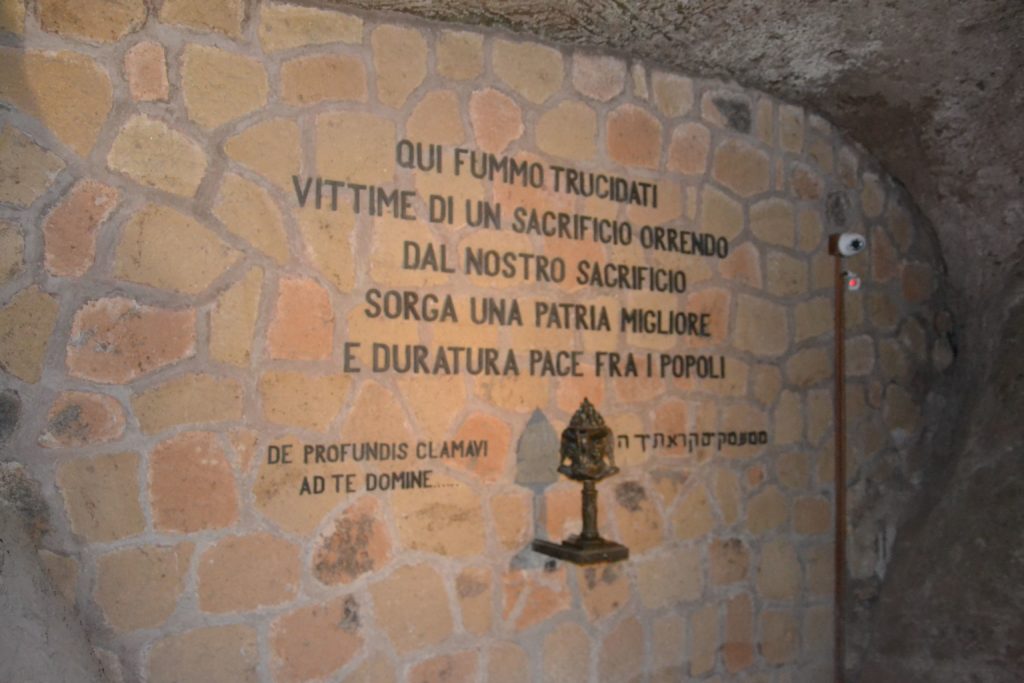 QUI FUMMO TRUCIDATI
VITTIME DI UN SACRIFICIO ORRENDO
DAL NOSTRO SACRIFICIO
SORGA UNA PATRIA MIGLIORE
E DURATURA PACE FRA I POPOLI
DE PROFUNDIS CLAMAVI
AD TE DOMINE......
ממעמקים קראתיך ה